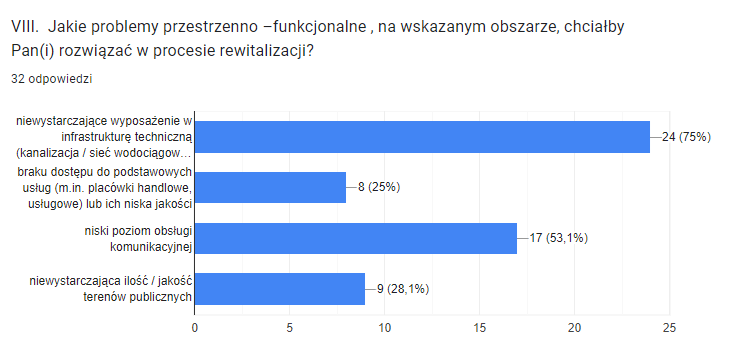 VIII.  Jakie problemy przestrzenno –funkcjonalne , na wskazanym obszarze, chciałby
Pan(i) rozwiązać w procesie rewitalizacji?
32 odpowiedzi
niewystarczające wyposażenie w
infrastrukturę techniczną
(kanalizacja / sieć wodociągow…
24 (75%)
braku dostępu do podstawowych
usług (m.in. placówki handlowe,
usługowe) lub ich niska jakości
8 (25%)
niski poziom obsługi
komunikacyjnej
17 (53,1%)
niewystarczająca ilość / jakość
terenów publicznych
9 (28,1%)
0 5 10 15 20 25